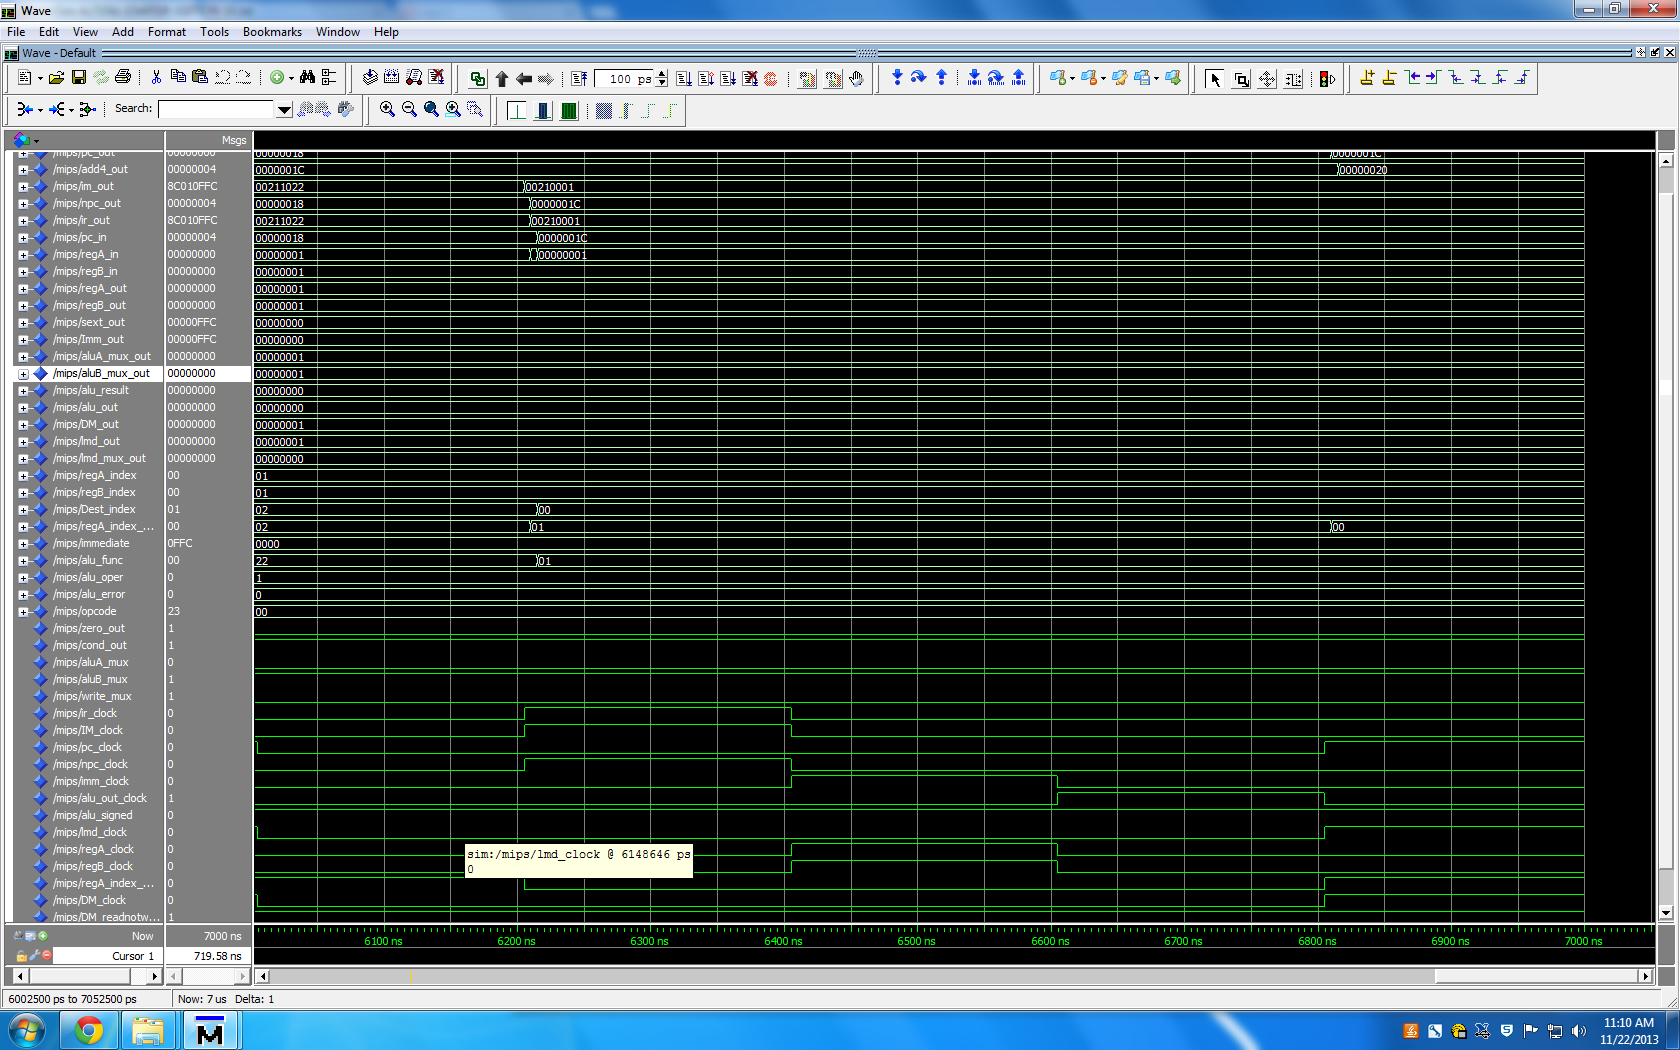 Wave
File Edit View Add Format Tools Bookmarks Window Help
Wave - Default
100 ps
Search:
Msgs
/mips/pc_out 00000000 00000018 0000001C
/mips/add4_out 00000004 0000001C 00000020
/mips/im_out 8C010FFC 00211022 00210001
/mips/npc_out 00000004 00000018 0000001C
/mips/ir_out 8C010FFC 00211022 00210001
/mips/pc_in 00000004 00000018 0000001C
/mips/regA_in 00000000 00000001 00000001
/mips/regB_in 00000000 00000001
/mips/regA_out 00000000 00000001
/mips/regB_out 00000000 00000001
/mips/sext_out 00000FFC 00000000
/mips/Imm_out 00000FFC 00000000
/mips/aluA_mux_out 00000000 00000001
/mips/aluB_mux_out 00000000 00000001
/mips/alu_result 00000000 00000000
/mips/alu_out 00000000 00000000
/mips/DM_out 00000000 00000001
/mips/lmd_out 00000000 00000001
/mips/lmd_mux_out 00000000 00000000
/mips/regA_index 00 01
/mips/regB_index 00 01
/mips/Dest_index 01 02 00
/mips/regA_index_... 00 02 01 00
/mips/immediate 0FFC 0000
/mips/alu_func 00 22 01
/mips/alu_oper 0 1
/mips/alu_error 0 0
/mips/opcode 23 00
/mips/zero_out 1
/mips/cond_out 1
/mips/aluA_mux 0
/mips/aluB_mux 1
/mips/write_mux 1
/mips/ir_clock 0
/mips/IM_clock 0
/mips/pc_clock 0
/mips/npc_clock 0
/mips/imm_clock 0
/mips/alu_out_clock 1
/mips/alu_signed 0
/mips/lmd_clock 0
/mips/regA_clock 0
sim:/mips/lmd_clock @ 6148646 ps
0
/mips/regB_clock 0
/mips/regA_index_... 0
/mips/DM_clock 0
/mips/DM_readnotw... 1
Now 7000 ns
6100 ns 6200 ns 6300 ns 6400 ns 6500 ns 6600 ns 6700 ns 6800 ns 6900 ns 7000 ns
Cursor 1 719.58 ns
6002500 ps to 7052500 ps Now: 7 us Delta: 1
11:10 AM
11/22/2013